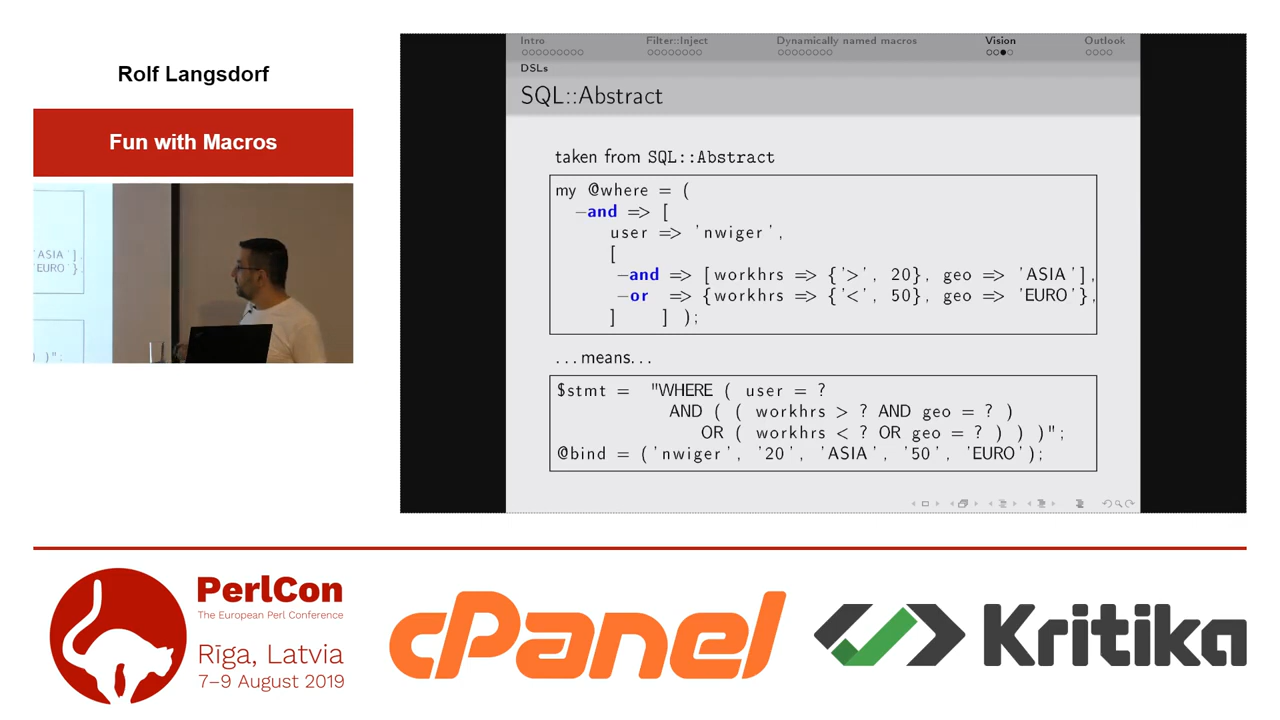 Rolf Langsdorf
Fun with Macros
'ASIA'],
'EURO'},
) )";
Intro Filter::Inject Dynamically named macros Vision Outlook
DSLs
SQL::Abstract
taken from SQL::Abstract
my @where = (
-and => [
user => 'nwiger',
[
-and => [workhrs => {'>', 20}, geo => 'ASIA'],
-or => {workhrs => {'<', 50}, geo => 'EURO'},
] ] );
...means...
$stmt = "WHERE ( user = ?
AND ( ( workhrs > ? AND geo = ? )
OR ( workhrs < ? OR geo = ? ) ) )";
@bind = ('nwiger', '20', 'ASIA', '50', 'EURO');
PerlCon
The European Perl Conference
Rīga, Latvia
7–9 August 2019
cPanel
Kritika